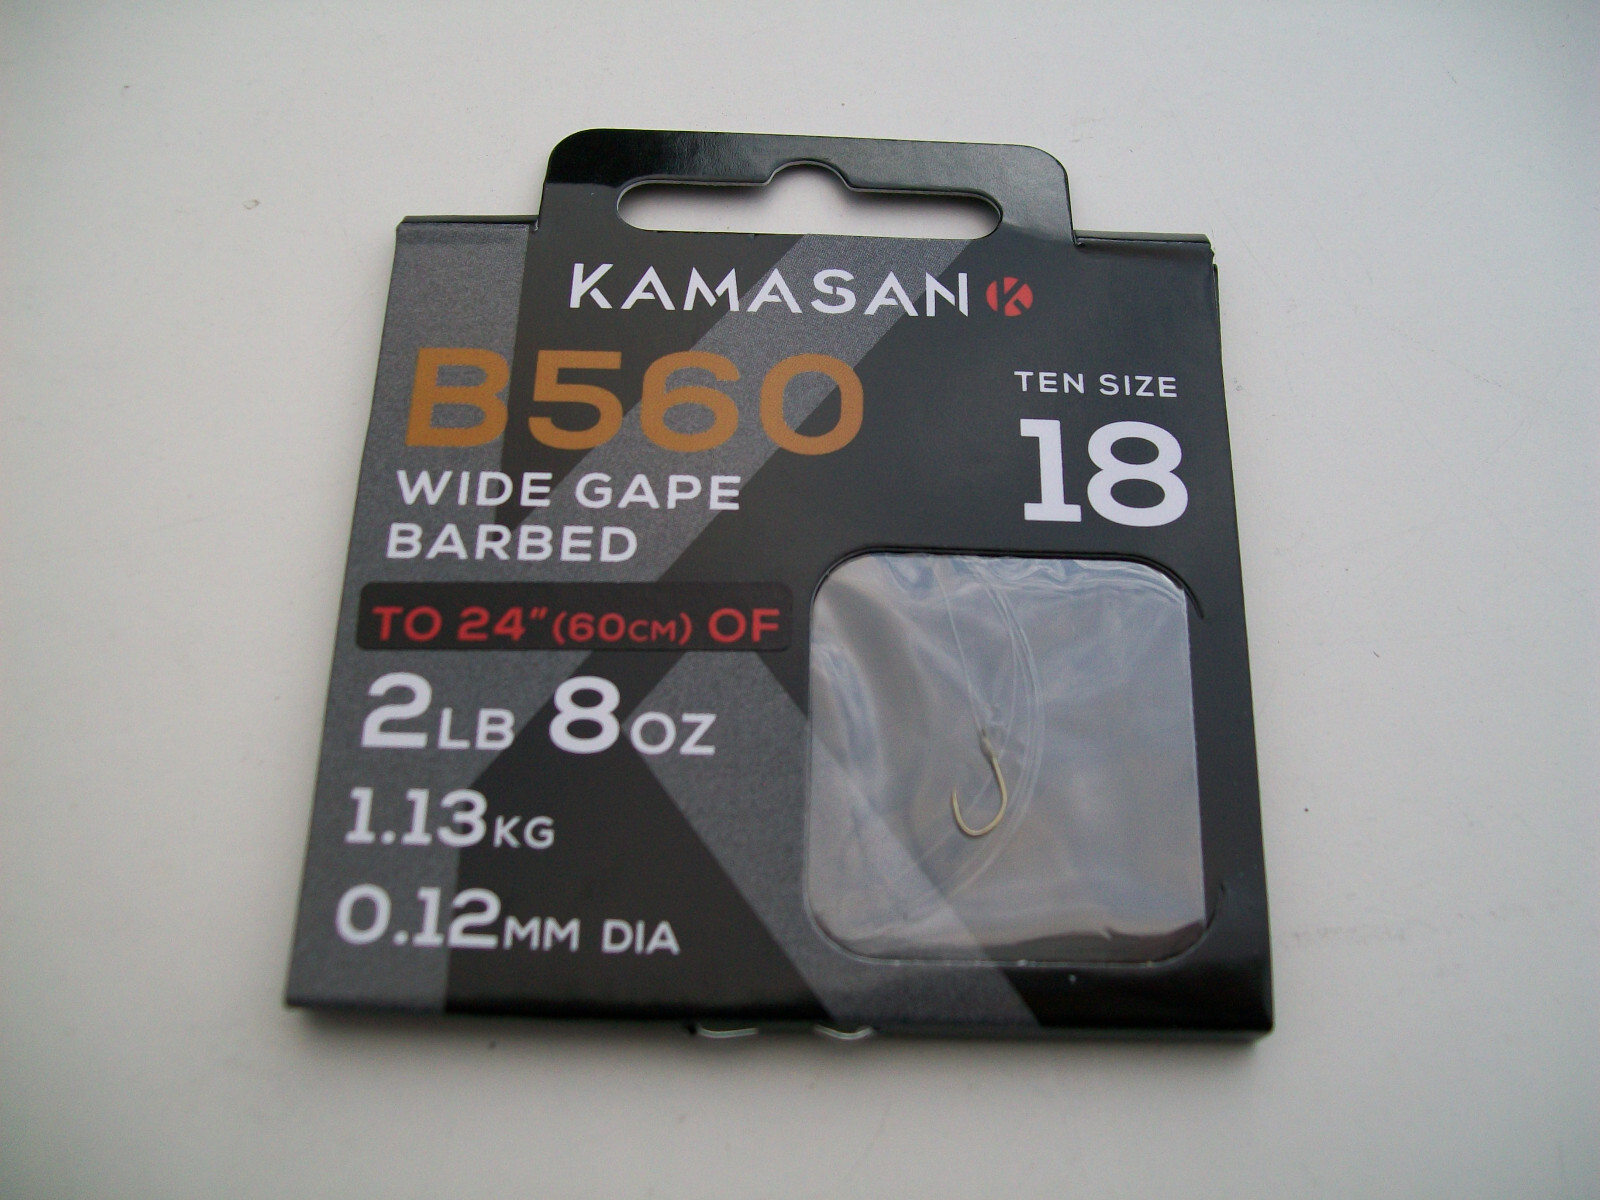 KAMASAN K
B560
WIDE GAPE
BARBED
TEN SIZE
18
TO 24" (60CM) OF
2LB 8OZ
1.13KG
0.12MM DIA